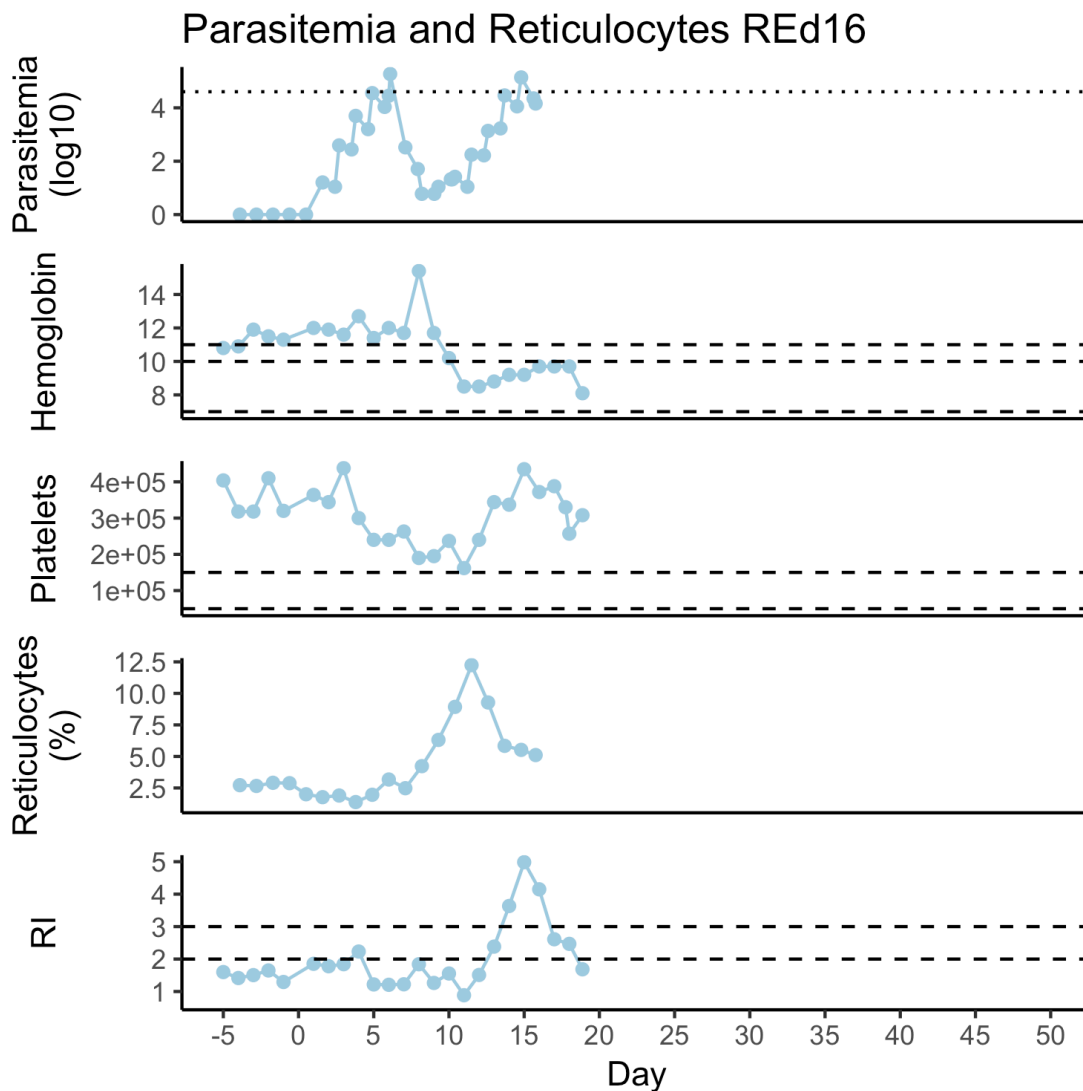 Parasitemia and Reticulocytes REd16
Parasitemia
(log10)
4
2
0
Hemoglobin
14
12
10
8
Platelets
4e+05
3e+05
2e+05
1e+05
Reticulocytes
(%)
12.5
10.0
7.5
5.0
2.5
RI
5
4
3
2
1
-5 0 5 10 15 20 25 30 35 40 45 50
Day